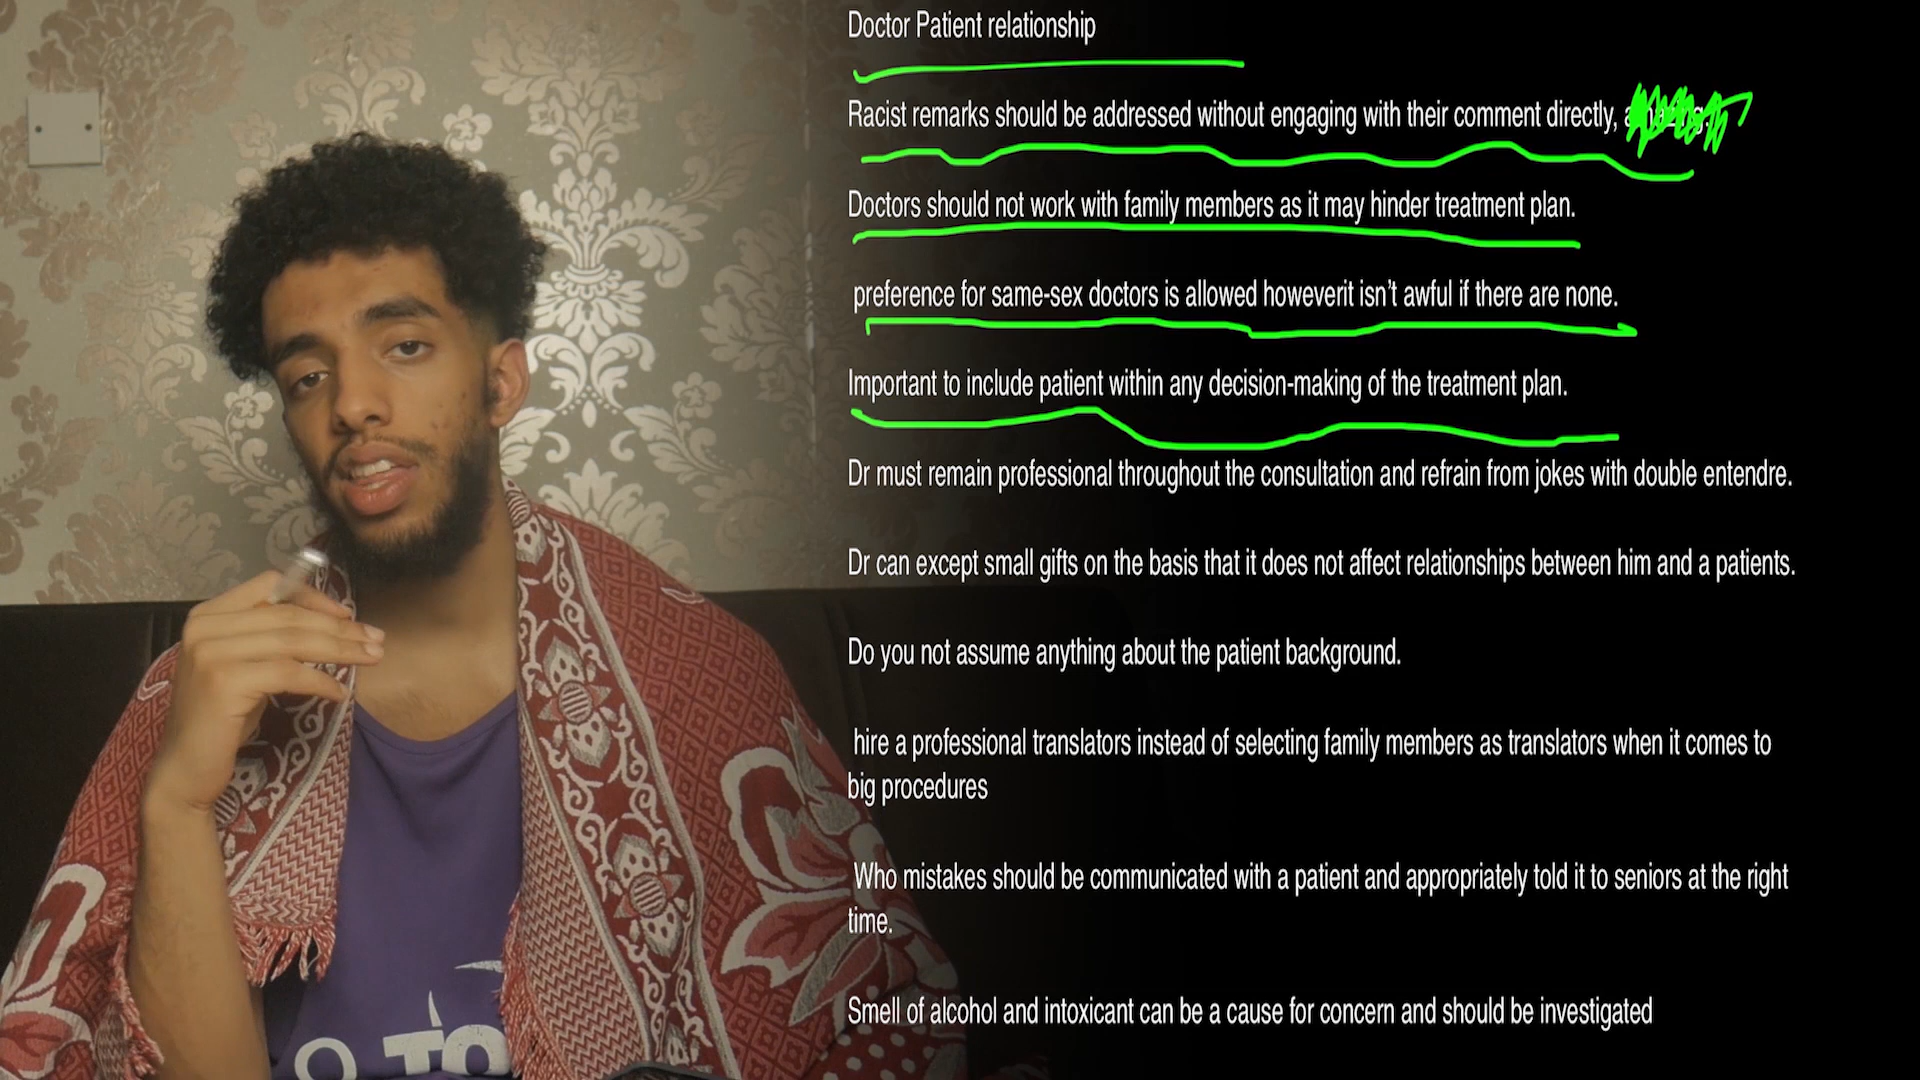 Doctor Patient relationship
Racist remarks should be addressed without engaging with their comment directly,
Doctors should not work with family members as it may hinder treatment plan.
preference for same-sex doctors is allowed howeverit isn't awful if there are none.
Important to include patient within any decision-making of the treatment plan.
Dr must remain professional throughout the consultation and refrain from jokes with double entendre.
Dr can except small gifts on the basis that it does not affect relationships between him and a patients.
Do you not assume anything about the patient background.
hire a professional translators instead of selecting family members as translators when it comes to
big procedures
Who mistakes should be communicated with a patient and appropriately told it to seniors at the right
time.
Smell of alcohol and intoxicant can be a cause for concern and should be investigated